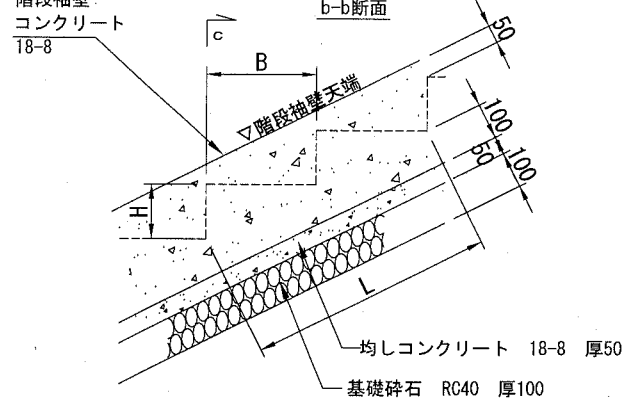 階段袖壁
コンクリート
18-8
b-b断面
c
B
▽階段袖壁天端
50
100
50
100
H
L
均しコンクリート 18-8 厚50
基礎砕石 RC40 厚100